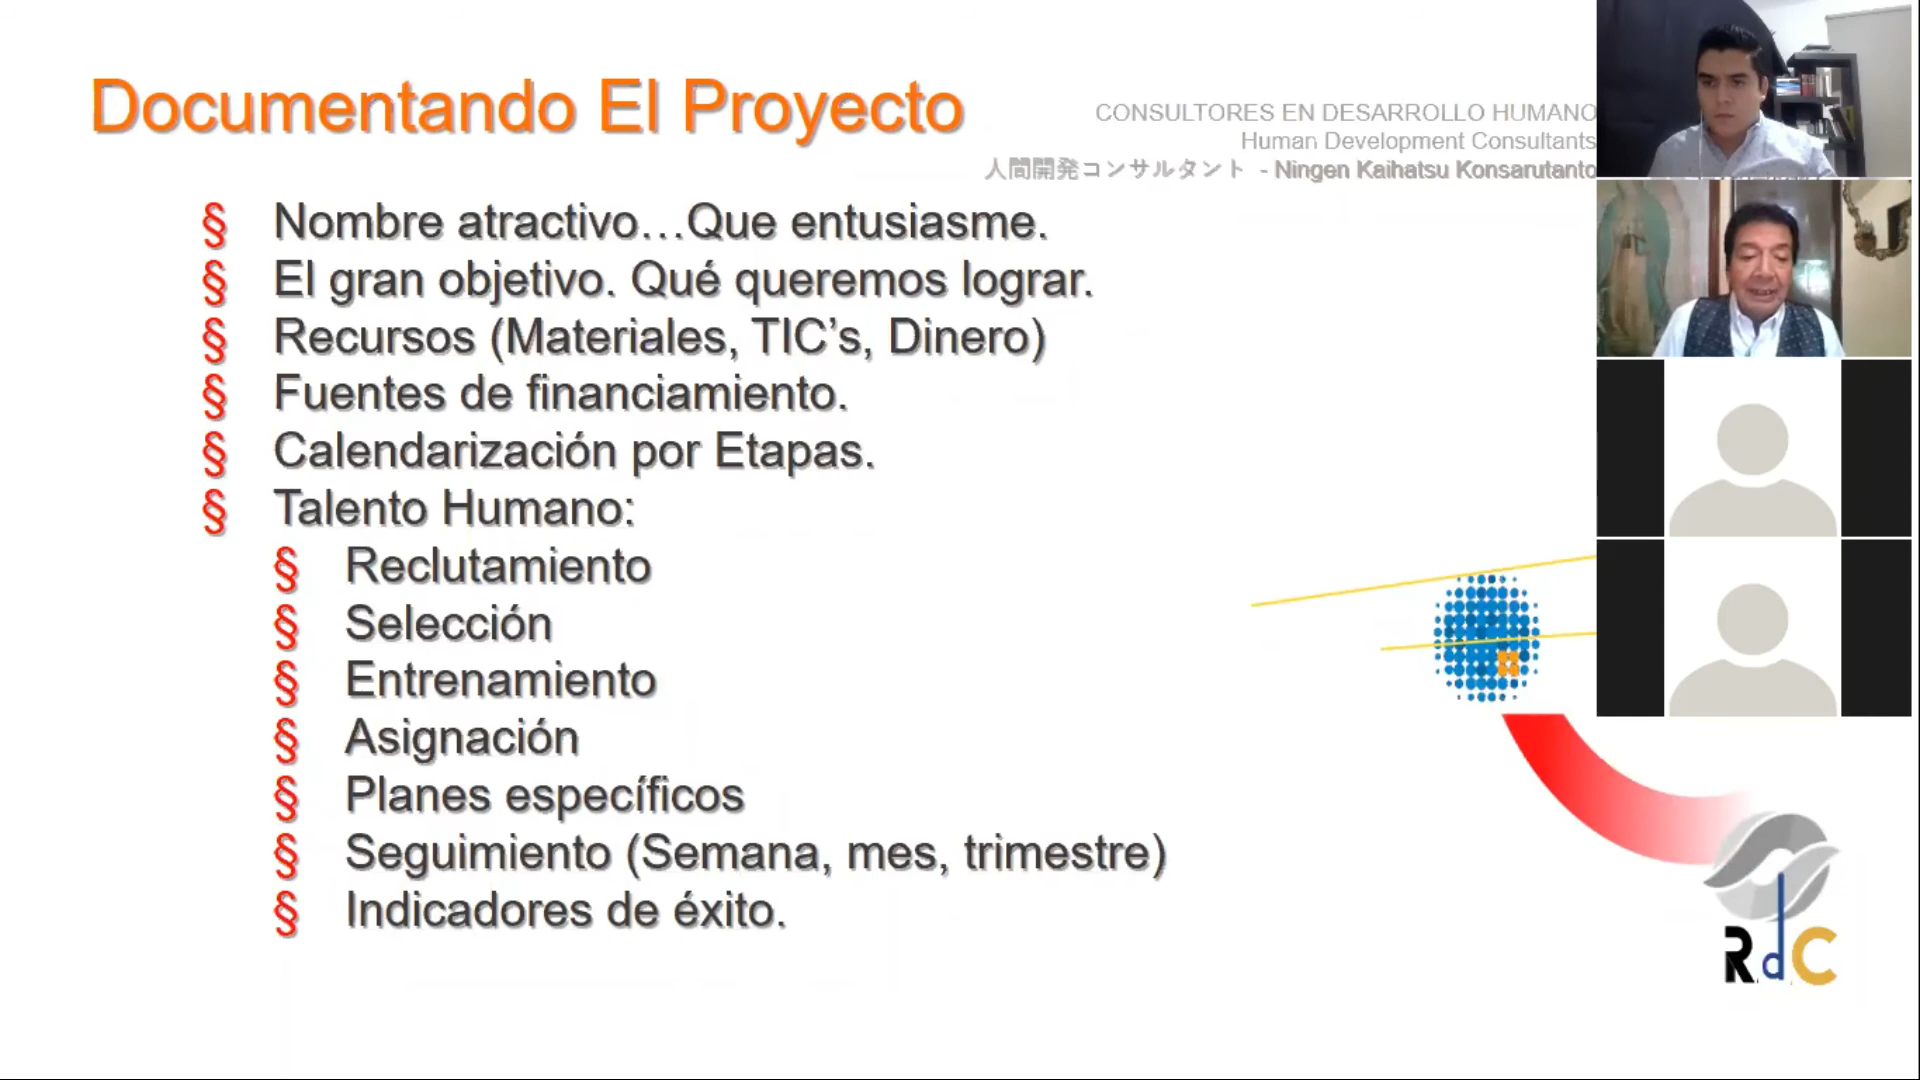 Documentando El Proyecto
CONSULTORES EN DESARROLLO HUMANO
Human Development Consultants
人間開発コンサルタント - Ningen Kaihatsu Konsarutanto
§ Nombre atractivo…Que entusiasme.
§ El gran objetivo. Qué queremos lograr.
§ Recursos (Materiales, TIC’s, Dinero)
§ Fuentes de financiamiento.
§ Calendarización por Etapas.
§ Talento Humano:
§ Reclutamiento
§ Selección
§ Entrenamiento
§ Asignación
§ Planes específicos
§ Seguimiento (Semana, mes, trimestre)
§ Indicadores de éxito.
R.d.C